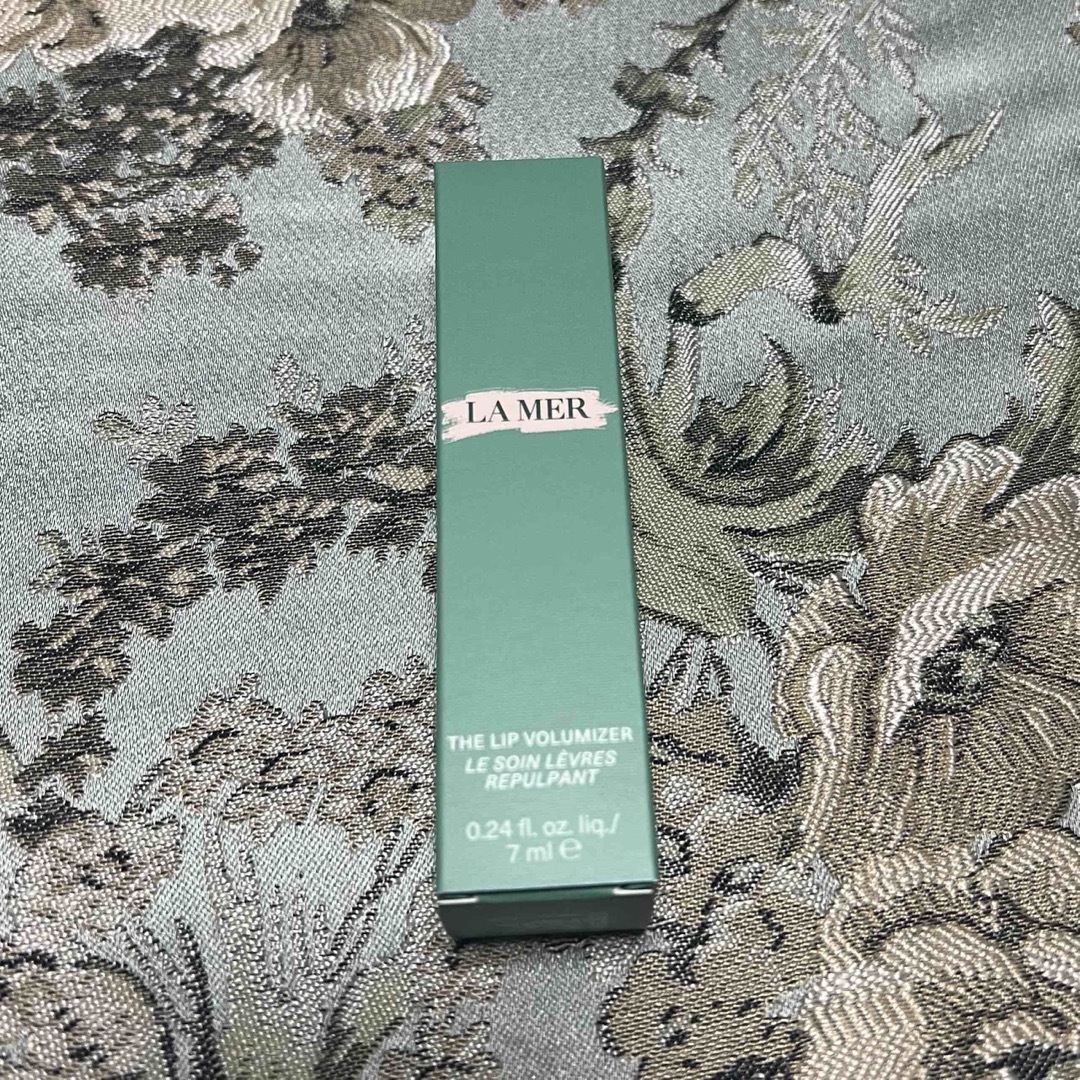 LA MER
THE LIP VOLUMIZER
LE SOIN LÈVRES
REPULPANT
0.24 fl. oz. liq./
7 ml ℮